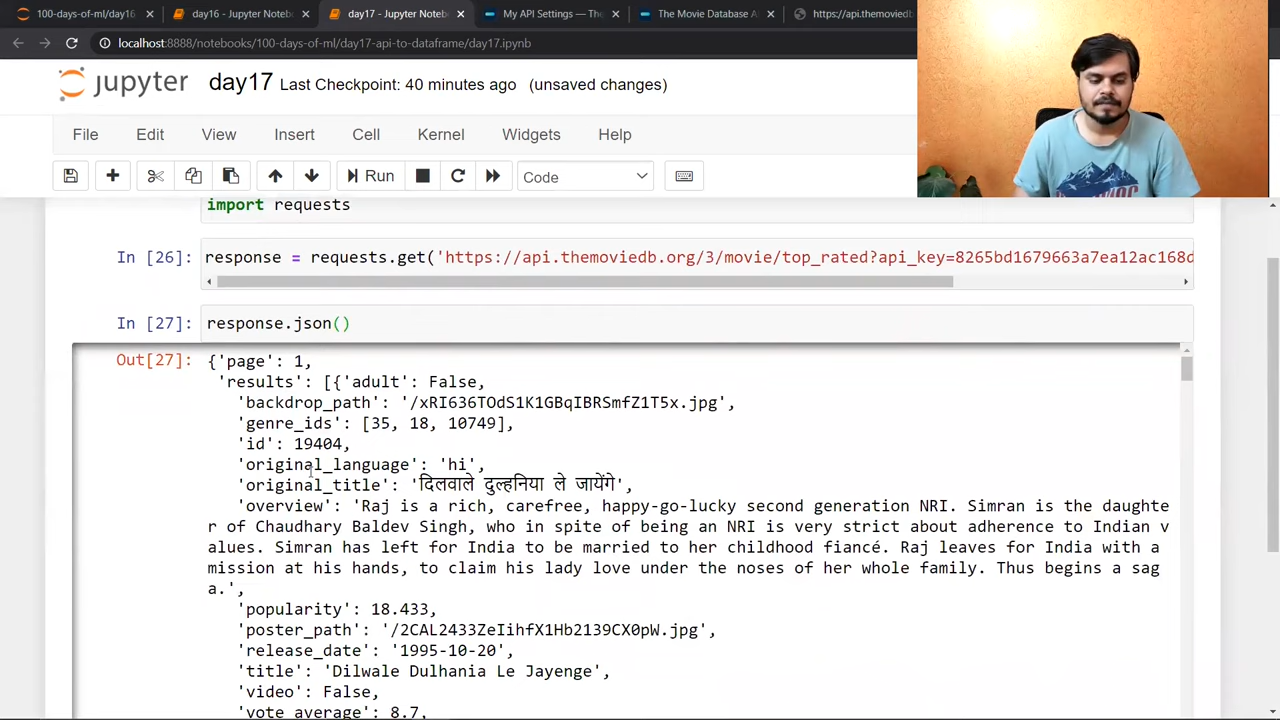 100-days-of-ml/day16
day16 - Jupyter Noteb
day17 - Jupyter Noteb
My API Settings — Th
The Movie Database A
https://api.themoviedb
localhost:8888/notebooks/100-days-of-ml/day17-api-to-dataframe/day17.ipynb
jupyter day17 Last Checkpoint: 40 minutes ago (unsaved changes)
File Edit View Insert Cell Kernel Widgets Help
Run Code
import requests
In [26]: response = requests.get('https://api.themoviedb.org/3/movie/top_rated?api_key=8265bd1679663a7ea12ac168d
In [27]: response.json()
Out[27]: {'page': 1,
'results': [{'adult': False,
'backdrop_path': '/xRI636TOdS1K1GBqIBRSmfZ1T5x.jpg',
'genre_ids': [35, 18, 10749],
'id': 19404,
'original_language': 'hi',
'original_title': 'दिलवाले दुल्हनिया ले जायेंगे',
'overview': 'Raj is a rich, carefree, happy-go-lucky second generation NRI. Simran is the daughte
r of Chaudhary Baldev Singh, who in spite of being an NRI is very strict about adherence to Indian v
alues. Simran has left for India to be married to her childhood fiancé. Raj leaves for India with a
mission at his hands, to claim his lady love under the noses of her whole family. Thus begins a sag
a.',
'popularity': 18.433,
'poster_path': '/2CAL2433ZeIihfX1Hb2139CX0pW.jpg',
'release_date': '1995-10-20',
'title': 'Dilwale Dulhania Le Jayenge',
'video': False,
'vote_average': 8.7,